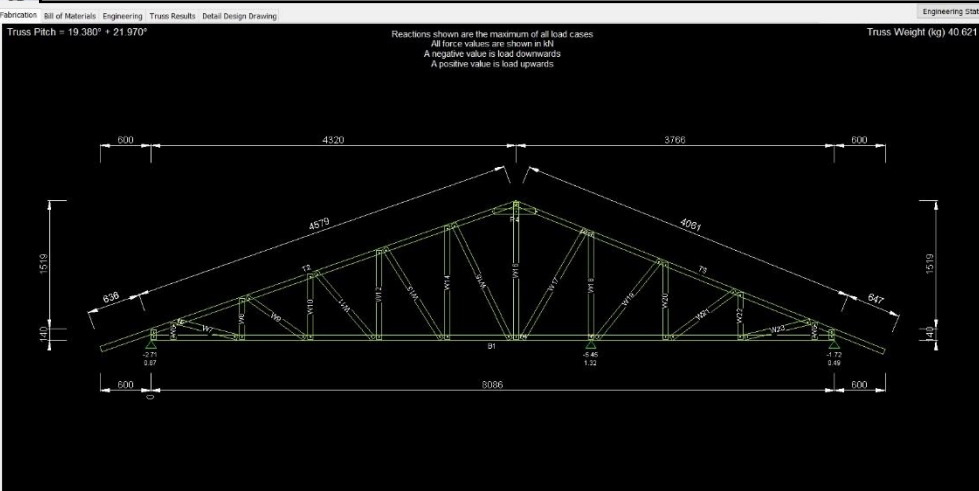 Fabrication Bill of Materials Engineering Truss Results Detail Design Drawing
Engineering Stat
Truss Pitch = 19.380° + 21.970°
Reactions shown are the maximum of all load cases
All force values are shown in kN
A negative value is load downwards
A positive value is load upwards
Truss Weight (kg) 40.621
600 4320 3766 600
4579
4061
1519
1519
636
647
140
140
T2
T3
W7
W8
W9
W10
W11
W12
W13
W14
W15
W16
W17
W18
W19
W20
W21
W22
W23
B1
-2.71
0.87
-5.45
1.32
-1.72
0.49
600 8086 600
0